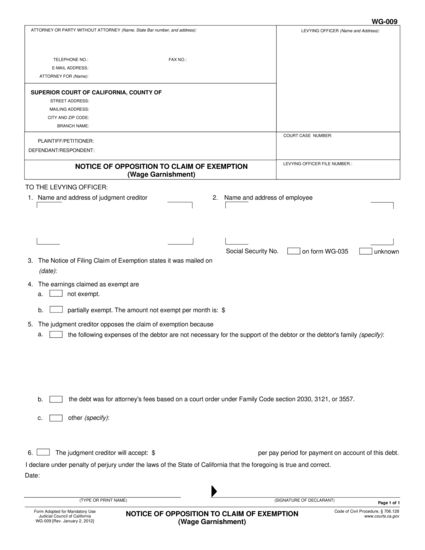 WG-009
ATTORNEY OR PARTY WITHOUT ATTORNEY (Name, State Bar number, and address):
LEVYING OFFICER (Name and Address):
TELEPHONE NO.:
FAX NO.:
E-MAIL ADDRESS:
ATTORNEY FOR (Name):
SUPERIOR COURT OF CALIFORNIA, COUNTY OF
STREET ADDRESS:
MAILING ADDRESS:
CITY AND ZIP CODE:
BRANCH NAME:
PLAINTIFF/PETITIONER:
COURT CASE NUMBER:
DEFENDANT/RESPONDENT:
NOTICE OF OPPOSITION TO CLAIM OF EXEMPTION
(Wage Garnishment)
LEVYING OFFICER FILE NUMBER.:
TO THE LEVYING OFFICER:
1. Name and address of judgment creditor
2. Name and address of employee
Social Security No. on form WG-035 unknown
3. The Notice of Filing Claim of Exemption states it was mailed on
(date):
4. The earnings claimed as exempt are
a. not exempt.
b. partially exempt. The amount not exempt per month is: $
5. The judgment creditor opposes the claim of exemption because
a. the following expenses of the debtor are not necessary for the support of the debtor or the debtor's family (specify):
b. the debt was for attorney's fees based on a court order under Family Code section 2030, 3121, or 3557.
c. other (specify):
6. The judgment creditor will accept: $ per pay period for payment on account of this debt.
I declare under penalty of perjury under the laws of the State of California that the foregoing is true and correct.
Date:
(TYPE OR PRINT NAME)
(SIGNATURE OF DECLARANT)
Page 1 of 1
Form Adopted for Mandatory Use
Judicial Council of California
WG-009 [Rev. January 2, 2012]
NOTICE OF OPPOSITION TO CLAIM OF EXEMPTION
(Wage Garnishment)
Code of Civil Procedure, § 706.128
www.courts.ca.gov